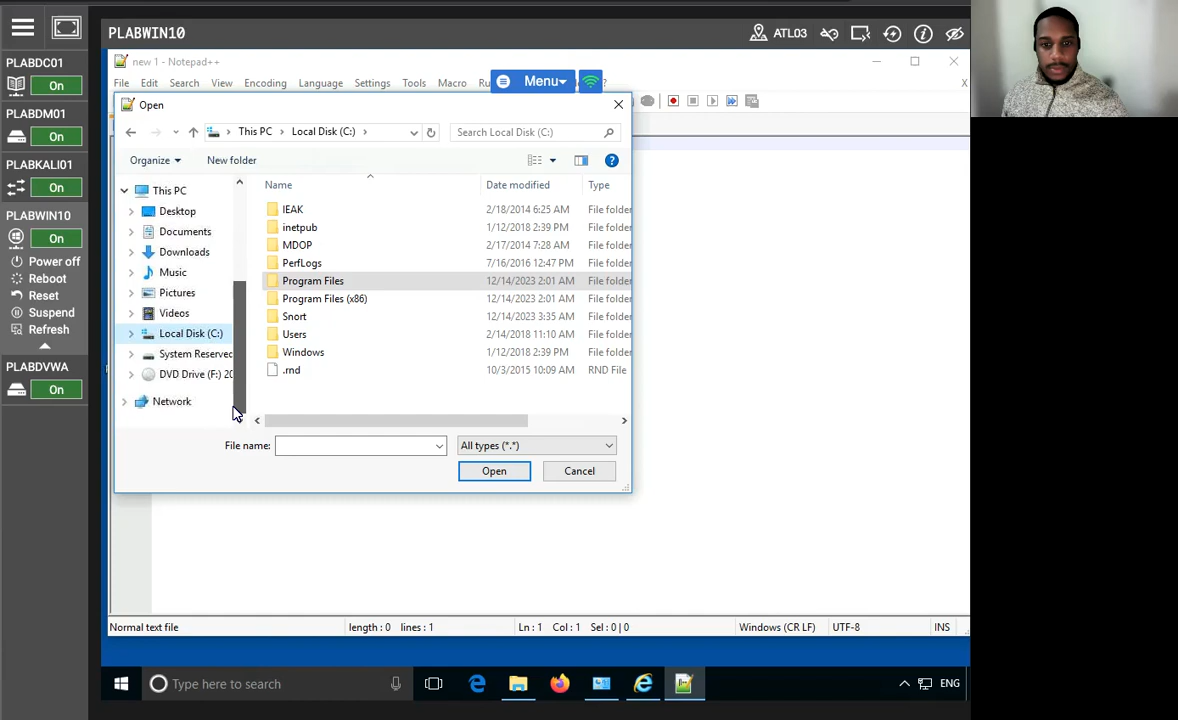 PLABWIN10
ATL03
PLABDC01
On
PLABDM01
On
PLABKALI01
On
PLABWIN10
On
Power off
Reboot
Reset
Suspend
Refresh
PLABDVWA
On
new 1 - Notepad++
File Edit Search View Encoding Language Settings Tools Macro
Menu
?
Open
This PC
Local Disk (C:)
Search Local Disk (C:)
Organize
New folder
Name
Date modified
Type
This PC
Desktop
Documents
Downloads
Music
Pictures
Videos
Local Disk (C:)
System Reserved
DVD Drive (F:) 20
Network
IEAK 2/18/2014 6:25 AM File folder
inetpub 1/12/2018 2:39 PM File folder
MDOP 2/17/2014 7:28 AM File folder
PerfLogs 7/16/2016 12:47 PM File folder
Program Files 12/14/2023 2:01 AM File folder
Program Files (x86) 12/14/2023 2:01 AM File folder
Snort 12/14/2023 3:35 AM File folder
Users 2/14/2018 11:10 AM File folder
Windows 1/12/2018 2:39 PM File folder
.rnd 10/3/2015 10:09 AM RND File
File name:
All types (*.*)
Open
Cancel
Normal text file
length : 0 lines : 1
Ln : 1 Col : 1 Sel : 0 | 0
Windows (CR LF)
UTF-8
INS
Type here to search
ENG